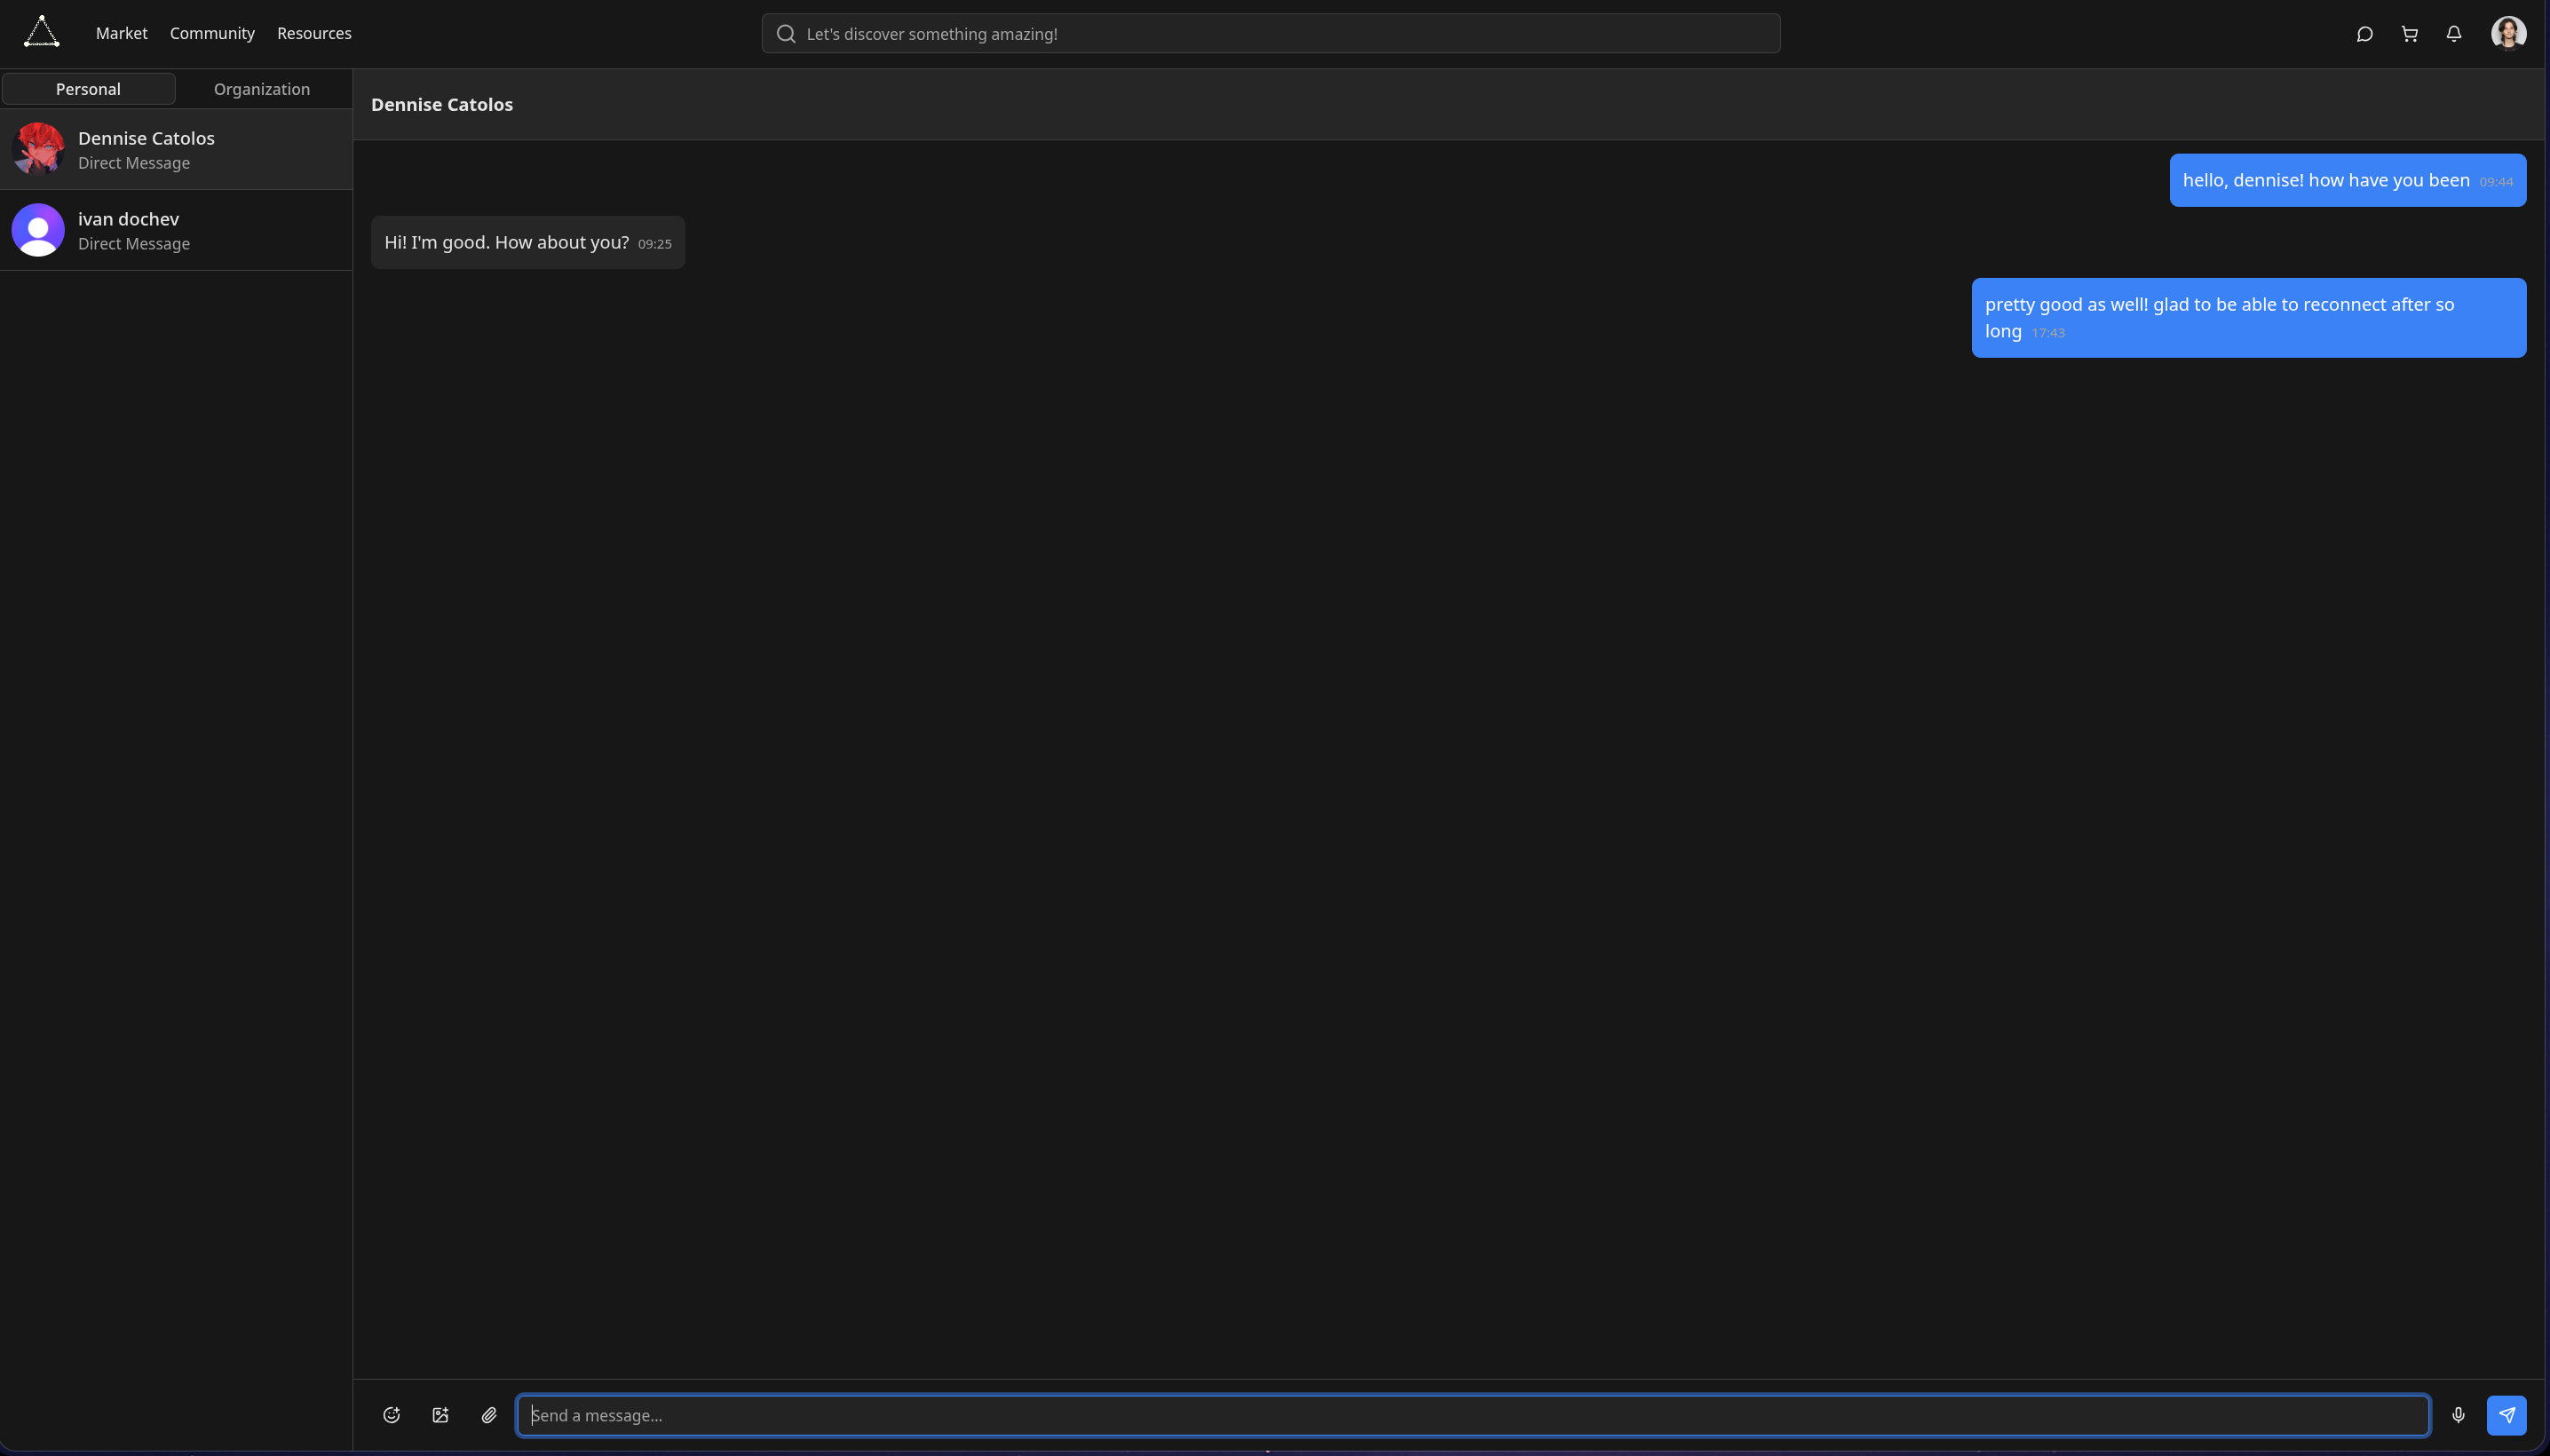 Market Community Resources
Let's discover something amazing!
Personal Organization
Dennise Catolos
Direct Message
ivan dochev
Direct Message
Dennise Catolos
hello, dennise! how have you been 09:44
Hi! I'm good. How about you? 09:25
pretty good as well! glad to be able to reconnect after so
long 17:43
Send a message...